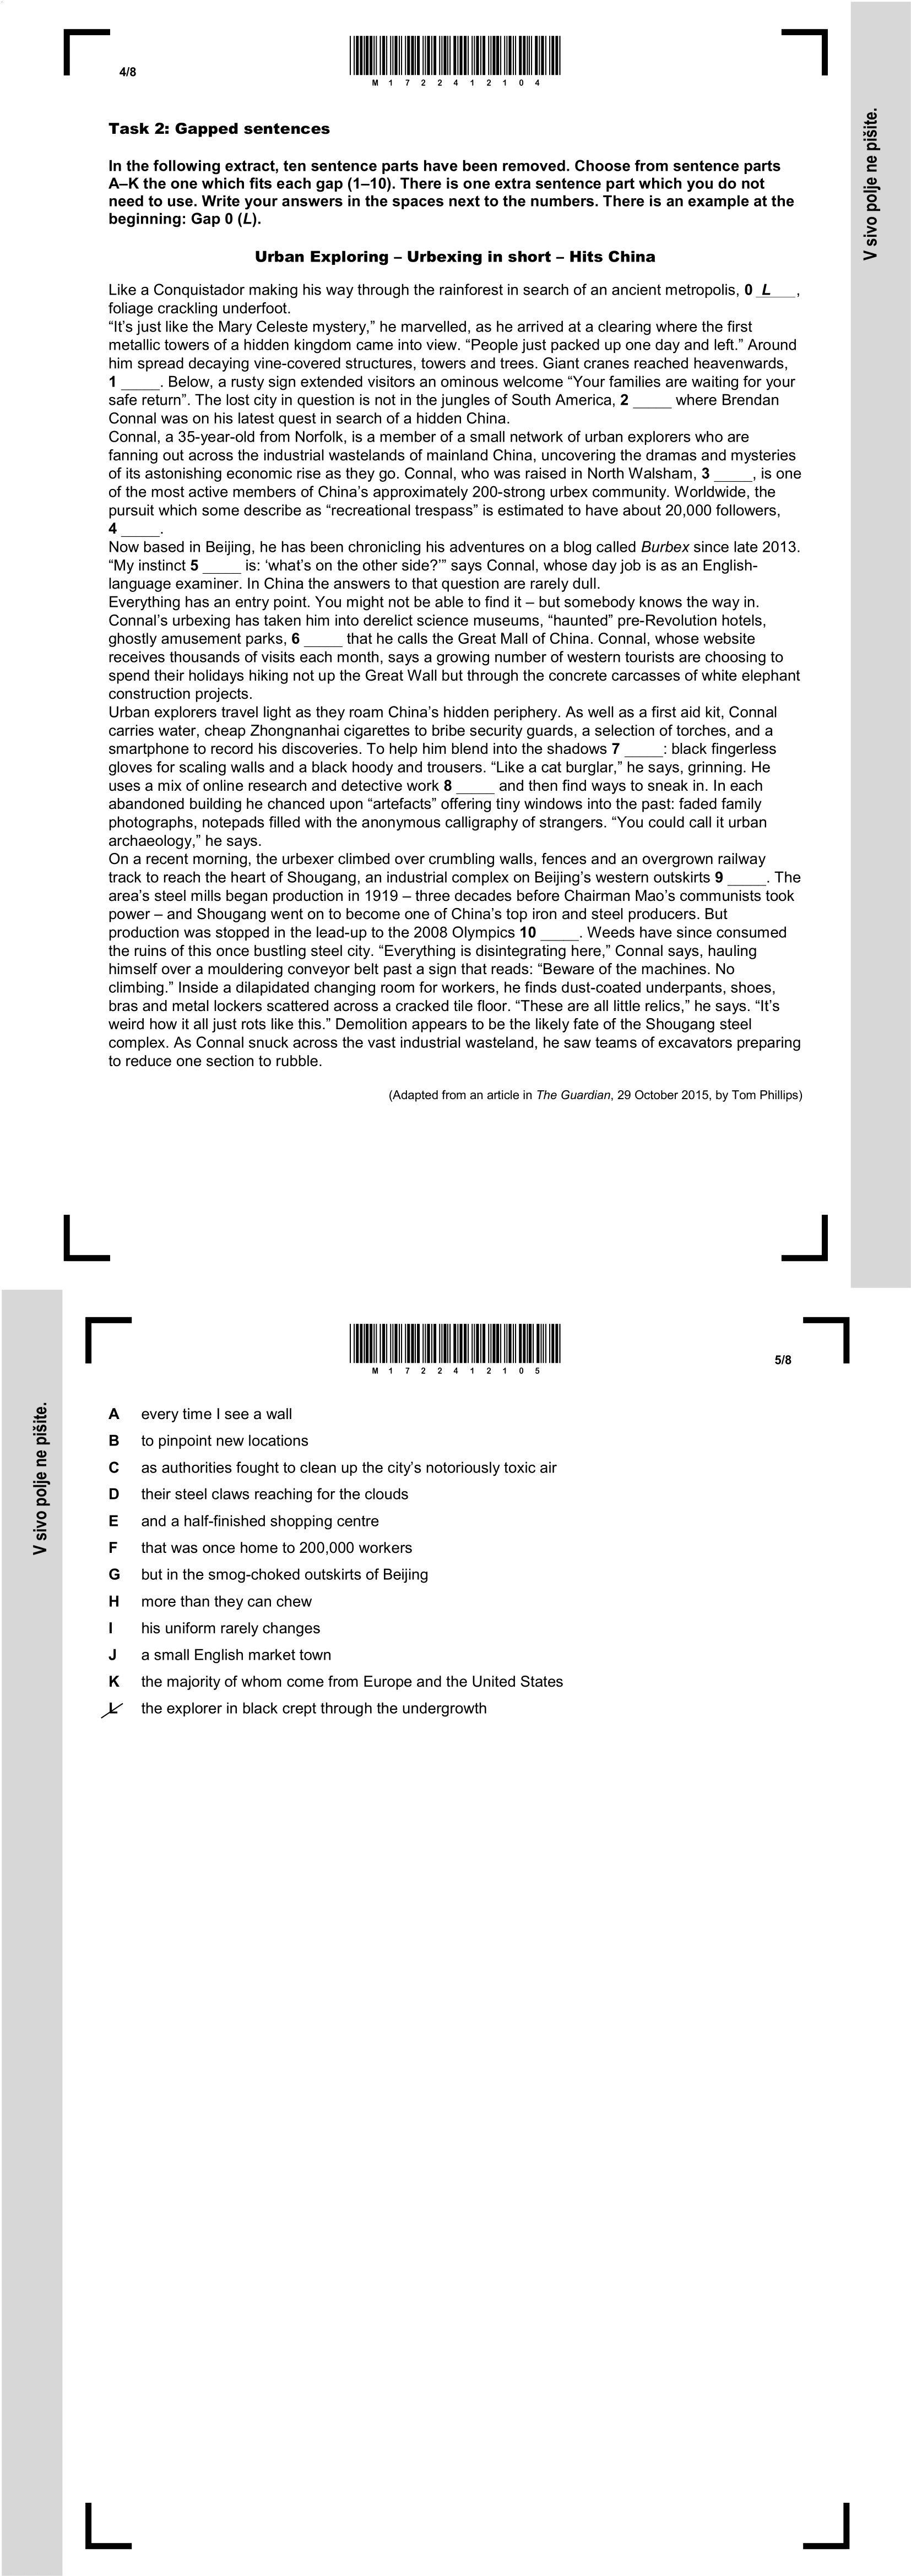 4/8
M 1 7 2 2 4 1 2 1 0 4
V sivo polje ne pišite.
Task 2: Gapped sentences
In the following extract, ten sentence parts have been removed. Choose from sentence parts
A–K the one which fits each gap (1–10). There is one extra sentence part which you do not
need to use. Write your answers in the spaces next to the numbers. There is an example at the
beginning: Gap 0 (L).
Urban Exploring – Urbexing in short – Hits China
Like a Conquistador making his way through the rainforest in search of an ancient metropolis, 0 _L___,
foliage crackling underfoot.
“It’s just like the Mary Celeste mystery,” he marvelled, as he arrived at a clearing where the first
metallic towers of a hidden kingdom came into view. “People just packed up one day and left.” Around
him spread decaying vine-covered structures, towers and trees. Giant cranes reached heavenwards,
1 _____. Below, a rusty sign extended visitors an ominous welcome “Your families are waiting for your
safe return”. The lost city in question is not in the jungles of South America, 2 _____ where Brendan
Connal was on his latest quest in search of a hidden China.
Connal, a 35-year-old from Norfolk, is a member of a small network of urban explorers who are
fanning out across the industrial wastelands of mainland China, uncovering the dramas and mysteries
of its astonishing economic rise as they go. Connal, who was raised in North Walsham, 3 _____, is one
of the most active members of China’s approximately 200-strong urbex community. Worldwide, the
pursuit which some describe as “recreational trespass” is estimated to have about 20,000 followers,
4 _____.
Now based in Beijing, he has been chronicling his adventures on a blog called Burbex since late 2013.
“My instinct 5 _____ is: ‘what’s on the other side?’” says Connal, whose day job is as an English-
language examiner. In China the answers to that question are rarely dull.
Everything has an entry point. You might not be able to find it – but somebody knows the way in.
Connal’s urbexing has taken him into derelict science museums, “haunted” pre-Revolution hotels,
ghostly amusement parks, 6 _____ that he calls the Great Mall of China. Connal, whose website
receives thousands of visits each month, says a growing number of western tourists are choosing to
spend their holidays hiking not up the Great Wall but through the concrete carcasses of white elephant
construction projects.
Urban explorers travel light as they roam China’s hidden periphery. As well as a first aid kit, Connal
carries water, cheap Zhongnanhai cigarettes to bribe security guards, a selection of torches, and a
smartphone to record his discoveries. To help him blend into the shadows 7 _____: black fingerless
gloves for scaling walls and a black hoody and trousers. “Like a cat burglar,” he says, grinning. He
uses a mix of online research and detective work 8 _____ and then find ways to sneak in. In each
abandoned building he chanced upon “artefacts” offering tiny windows into the past: faded family
photographs, notepads filled with the anonymous calligraphy of strangers. “You could call it urban
archaeology,” he says.
On a recent morning, the urbexer climbed over crumbling walls, fences and an overgrown railway
track to reach the heart of Shougang, an industrial complex on Beijing’s western outskirts 9 _____. The
area’s steel mills began production in 1919 – three decades before Chairman Mao’s communists took
power – and Shougang went on to become one of China’s top iron and steel producers. But
production was stopped in the lead-up to the 2008 Olympics 10 _____. Weeds have since consumed
the ruins of this once bustling steel city. “Everything is disintegrating here,” Connal says, hauling
himself over a mouldering conveyor belt past a sign that reads: “Beware of the machines. No
climbing.” Inside a dilapidated changing room for workers, he finds dust-coated underpants, shoes,
bras and metal lockers scattered across a cracked tile floor. “These are all little relics,” he says. “It’s
weird how it all just rots like this.” Demolition appears to be the likely fate of the Shougang steel
complex. As Connal snuck across the vast industrial wasteland, he saw teams of excavators preparing
to reduce one section to rubble.
(Adapted from an article in The Guardian, 29 October 2015, by Tom Phillips)
M 1 7 2 2 4 1 2 1 0 5
5/8
V sivo polje ne pišite.
A every time I see a wall
B to pinpoint new locations
C as authorities fought to clean up the city’s notoriously toxic air
D their steel claws reaching for the clouds
E and a half-finished shopping centre
F that was once home to 200,000 workers
G but in the smog-choked outskirts of Beijing
H more than they can chew
I his uniform rarely changes
J a small English market town
K the majority of whom come from Europe and the United States
L the explorer in black crept through the undergrowth